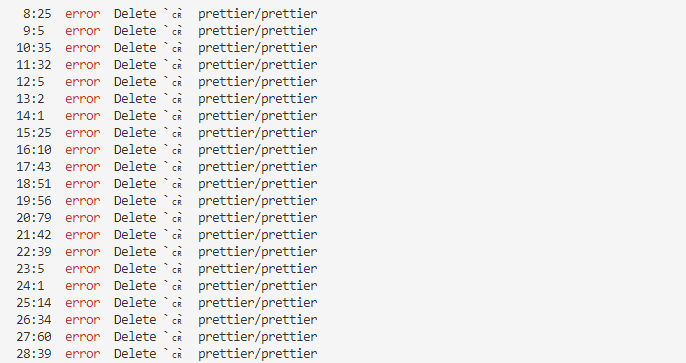 8:25 error Delete `␍` prettier/prettier
9:5 error Delete `␍` prettier/prettier
10:35 error Delete `␍` prettier/prettier
11:32 error Delete `␍` prettier/prettier
12:5 error Delete `␍` prettier/prettier
13:2 error Delete `␍` prettier/prettier
14:1 error Delete `␍` prettier/prettier
15:25 error Delete `␍` prettier/prettier
16:10 error Delete `␍` prettier/prettier
17:43 error Delete `␍` prettier/prettier
18:51 error Delete `␍` prettier/prettier
19:56 error Delete `␍` prettier/prettier
20:79 error Delete `␍` prettier/prettier
21:42 error Delete `␍` prettier/prettier
22:39 error Delete `␍` prettier/prettier
23:5 error Delete `␍` prettier/prettier
24:1 error Delete `␍` prettier/prettier
25:14 error Delete `␍` prettier/prettier
26:34 error Delete `␍` prettier/prettier
27:60 error Delete `␍` prettier/prettier
28:39 error Delete `␍` prettier/prettier